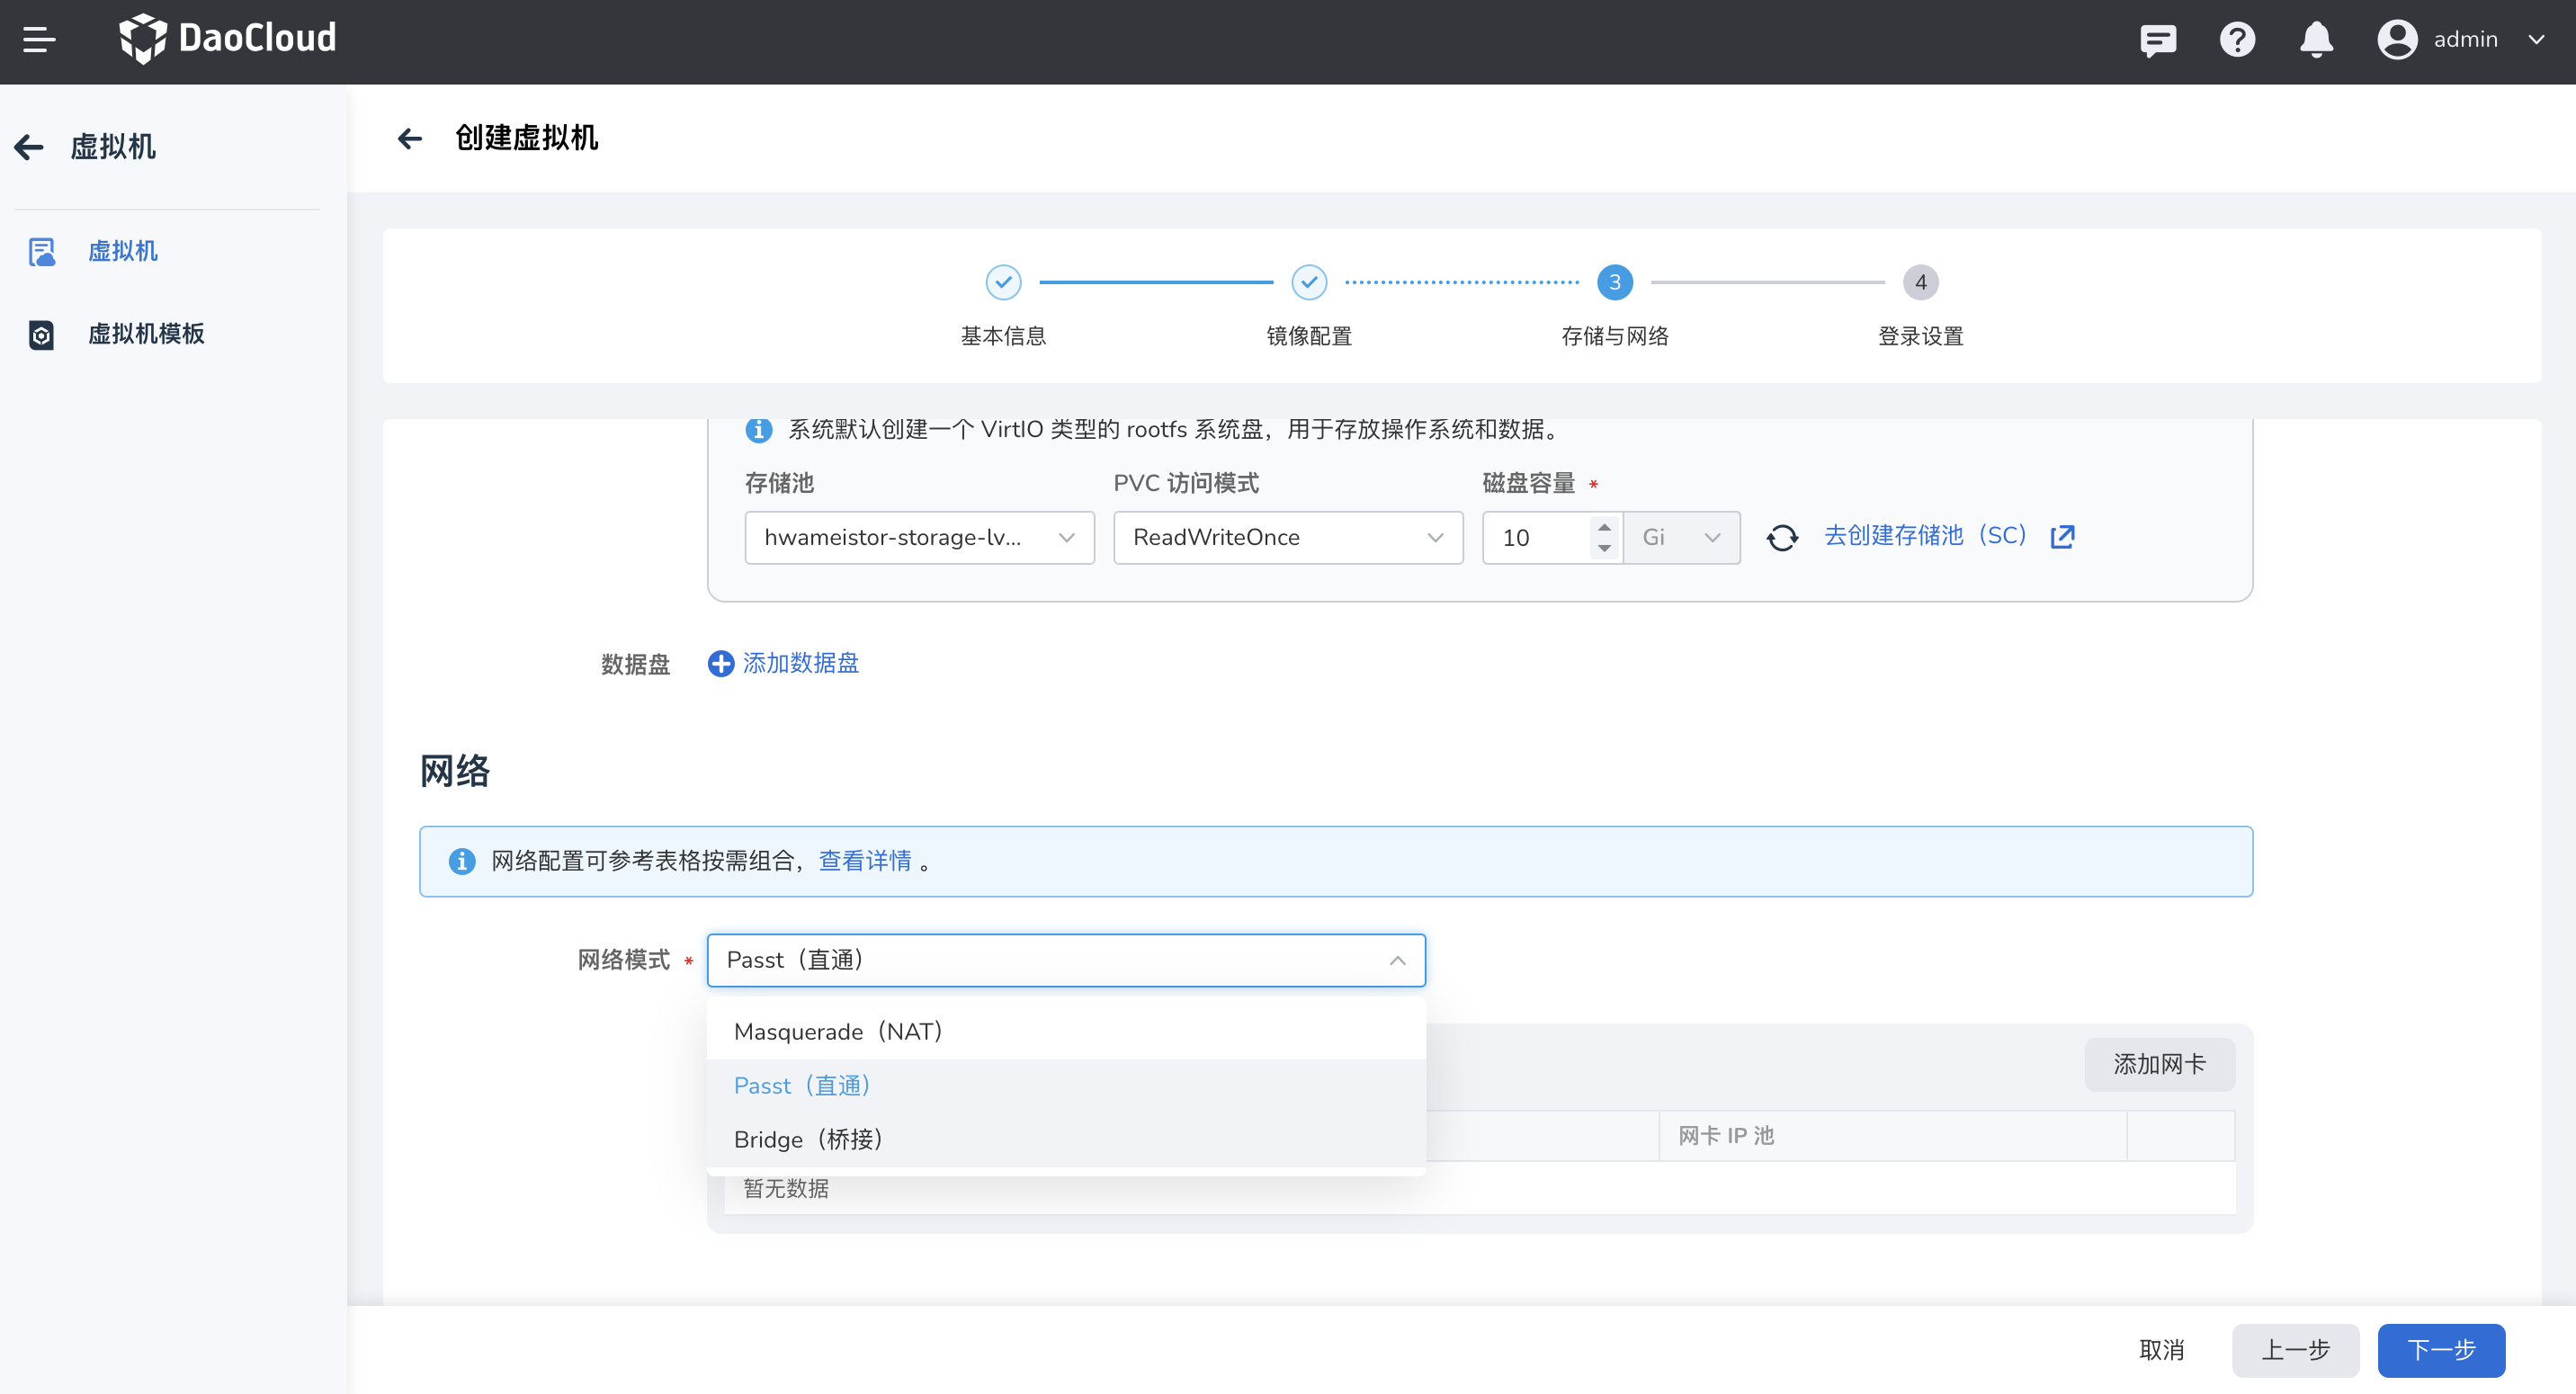 DaoCloud
admin
虚拟机
虚拟机
虚拟机模板
创建虚拟机
3
4
基本信息
镜像配置
存储与网络
登录设置
系统默认创建一个 VirtIO 类型的 rootfs 系统盘，用于存放操作系统和数据。
存储池
PVC 访问模式
磁盘容量 *
hwameistor-storage-lv...
ReadWriteOnce
10
Gi
去创建存储池（SC）
数据盘
添加数据盘
网络
网络配置可参考表格按需组合，查看详情 。
网络模式 *
Passt（直通）
Masquerade（NAT）
Passt（直通）
Bridge（桥接）
添加网卡
网卡 IP 池
暂无数据
取消
上一步
下一步